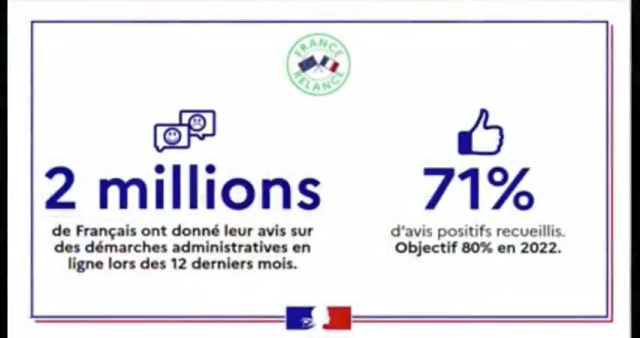 FRANCE
RELANCE
2 millions
de Français ont donné leur avis sur
des démarches administratives en
ligne lors des 12 derniers mois.
71%
d'avis positifs recueillis.
Objectif 80% en 2022.